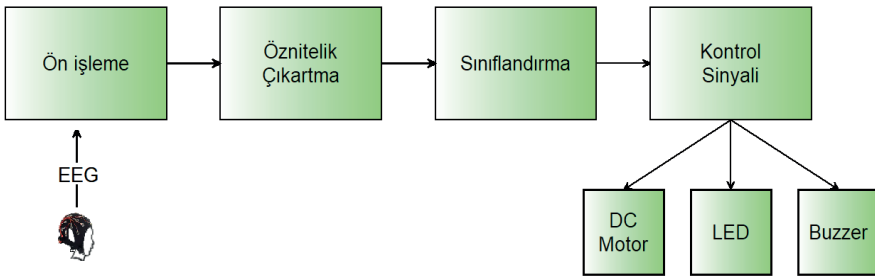 Ön işleme
Öznitelik
Çıkartma
Sınıflandırma
Kontrol
Sinyali
EEG
DC
Motor
LED
Buzzer